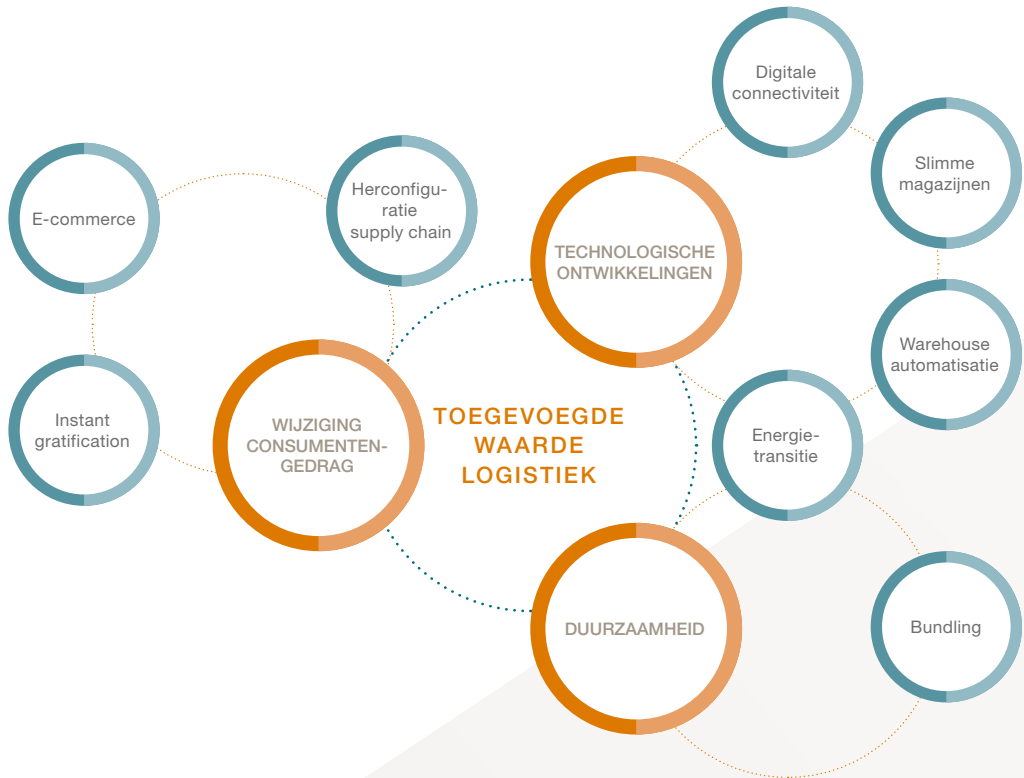 Digitale
connectiviteit
Slimme
magazijnen
E-commerce
Herconfigu-
ratie
supply chain
TECHNOLOGISCHE
ONTWIKKELINGEN
Warehouse
automatisatie
Instant
gratification
WIJZIGING
CONSUMENTEN-
GEDRAG
TOEGEVOEGDE
WAARDE
LOGISTIEK
Energie-
transitie
DUURZAAMHEID
Bundling